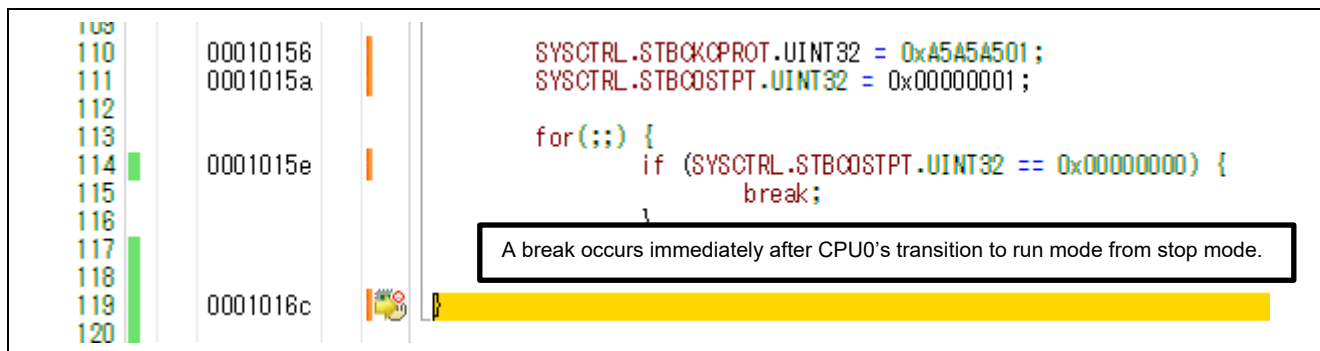 109
110 00010156 SYSCTRL.STBCKCPROT.UINT32 = 0xA5A5A501;
111 0001015a SYSCTRL.STBC0STPT.UINT32 = 0x00000001;
112
113 for(;;) {
114 0001015e if (SYSCTRL.STBC0STPT.UINT32 == 0x00000000) {
115 break;
116 }
117 A break occurs immediately after CPU0’s transition to run mode from stop mode.
118
119 0001016c }
120